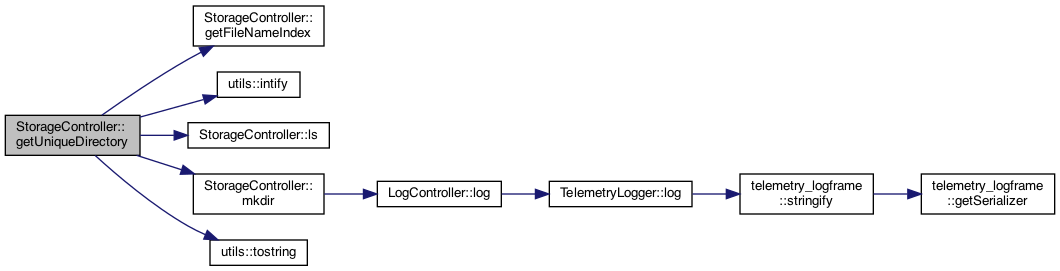 StorageController::
getUniqueDirectory
StorageController::
getFileNameIndex
utils::intify
StorageController::ls
StorageController::
mkdir
LogController::log
TelemetryLogger::log
telemetry_logframe
::stringify
telemetry_logframe
::getSerializer
utils::tostring